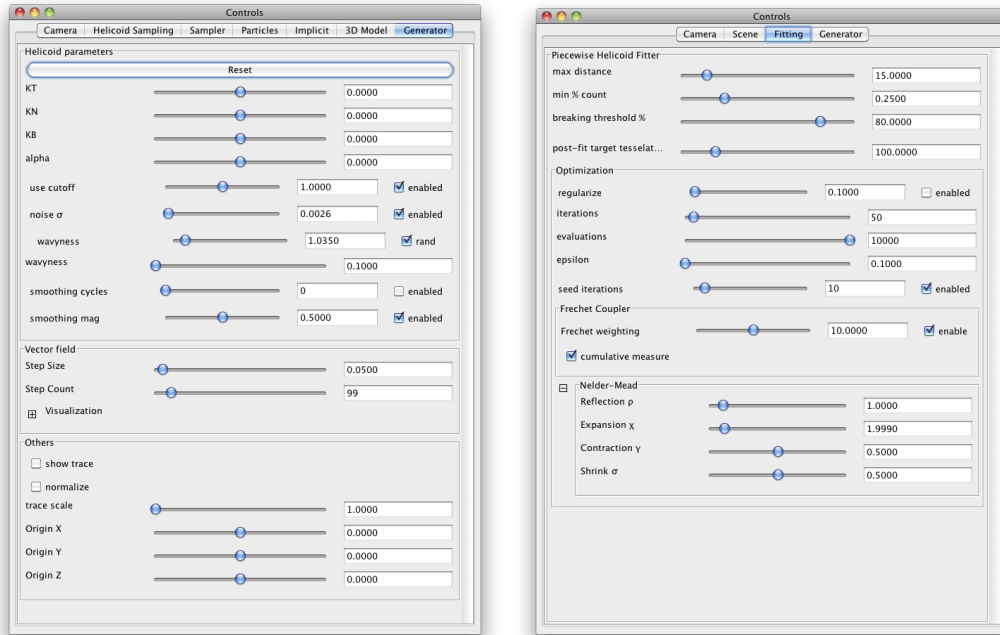 Controls
Camera Helicoid Sampling Sampler Particles Implicit 3D Model Generator
Helicoid parameters
Reset
KT 0.0000
KN 0.0000
KB 0.0000
alpha 0.0000
use cutoff 1.0000 enabled
noise σ 0.0026 enabled
wavyness 1.0350 rand
wavyness 0.1000
smoothing cycles 0 enabled
smoothing mag 0.5000 enabled
Vector field
Step Size 0.0500
Step Count 99
Visualization
Others
show trace
normalize
trace scale 1.0000
Origin X 0.0000
Origin Y 0.0000
Origin Z 0.0000
Controls
Camera Scene Fitting Generator
Piecewise Helicoid Fitter
max distance 15.0000
min % count 0.2500
breaking threshold % 80.0000
post-fit target tesselat... 100.0000
Optimization
regularize 0.1000 enabled
iterations 50
evaluations 10000
epsilon 0.1000
seed iterations 10 enabled
Frechet Coupler
Frechet weighting 10.0000 enable
cumulative measure
Nelder-Mead
Reflection ρ 1.0000
Expansion χ 1.9990
Contraction γ 0.5000
Shrink σ 0.5000